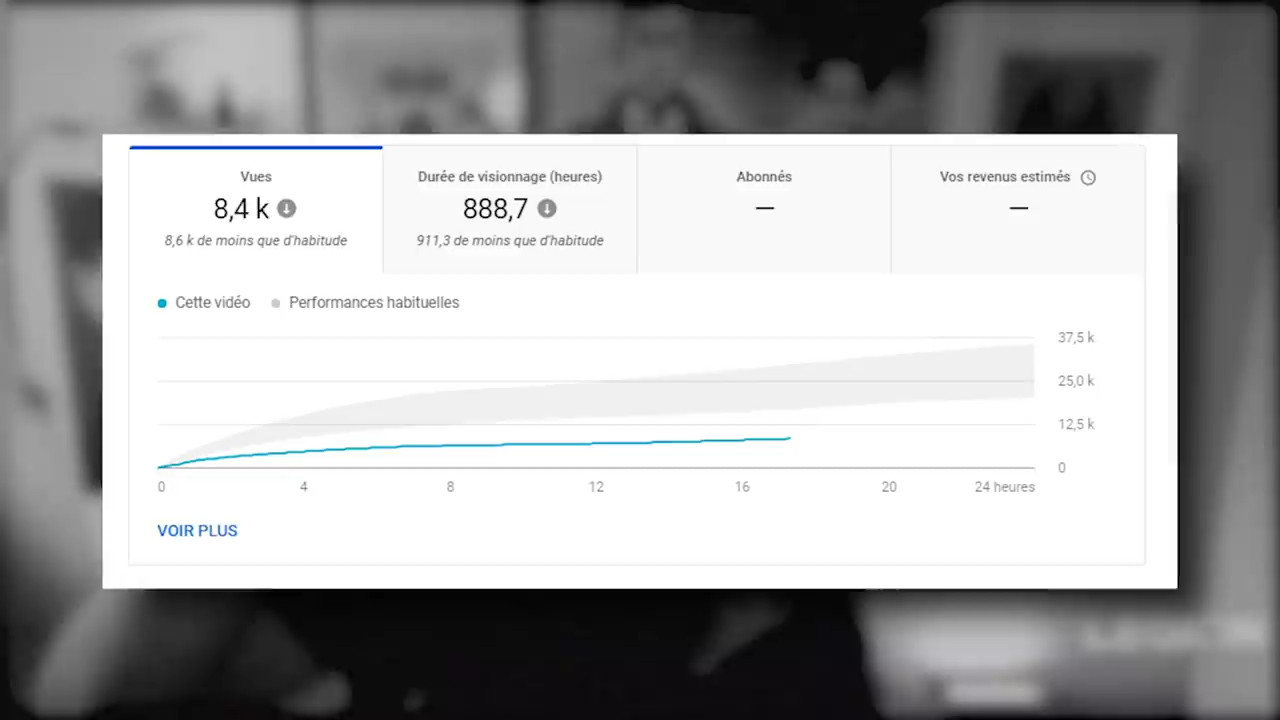 Vues
8,4 k
8,6 k de moins que d'habitude
Durée de visionnage (heures)
888,7
911,3 de moins que d'habitude
Abonnés
—
Vos revenus estimés
—
Cette vidéo
Performances habituelles
37,5 k
25,0 k
12,5 k
0
0 4 8 12 16 20 24 heures
VOIR PLUS